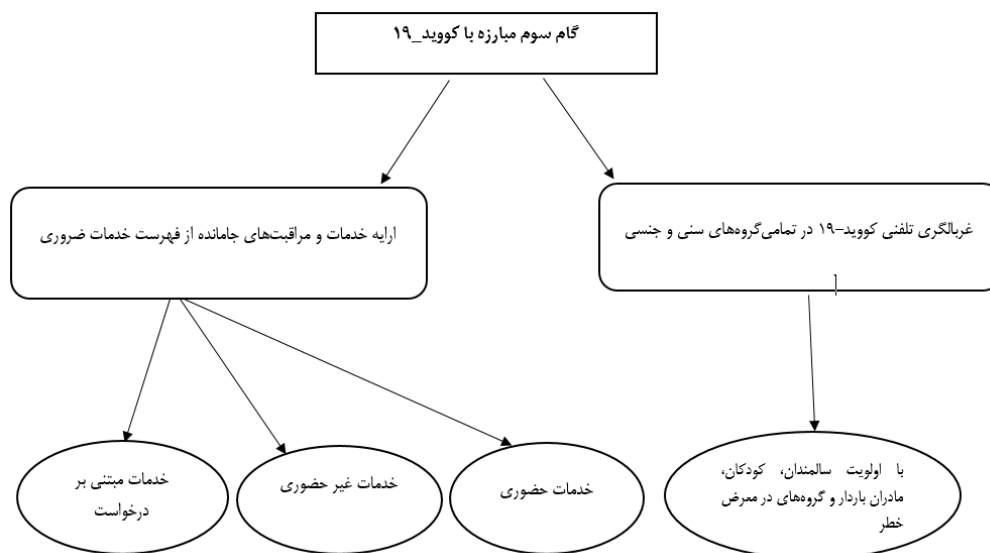 گام سوم مبارزه با کووید_۱۹
غربالگری تلفنی کووید-۱۹ در تمامی‌گروه‌های سنی و جنسی
ارایه خدمات و مراقبت‌های جامانده از فهرست خدمات ضروری
با اولویت سالمندان، کودکان،
مادران باردار و گروه‌های در معرض
خطر
خدمات حضوری
خدمات غیر حضوری
خدمات مبتنی بر
درخواست